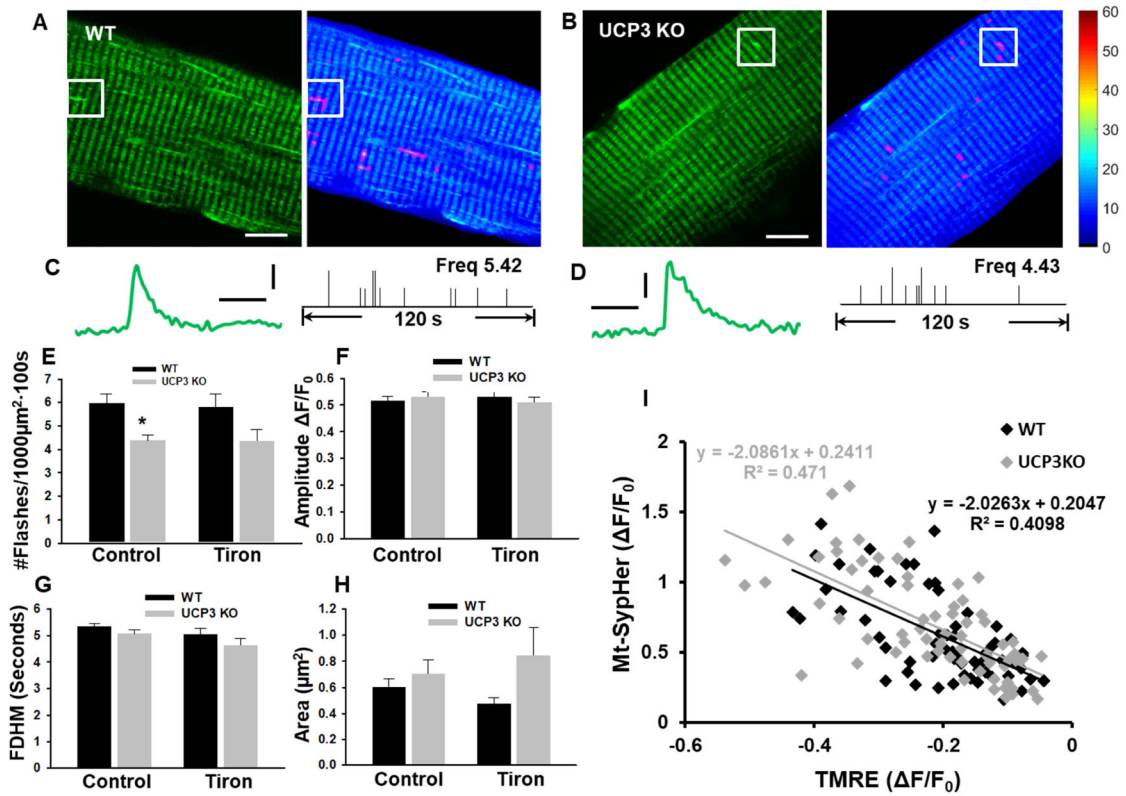 A
WT
B
UCP3 KO
60
50
40
30
20
10
0
C
Freq 5.42
120 s
D
Freq 4.43
120 s
E
WT
UCP3 KO
#Flashes/1000μm²·100s
7
6
5
4
3
2
1
0
*
Control
Tiron
F
WT
UCP3 KO
Amplitude ΔF/F₀
0.6
0.5
0.4
0.3
0.2
0.1
0.0
Control
Tiron
G
WT
UCP3 KO
FDHM (Seconds)
6
5
4
3
2
1
0
Control
Tiron
H
WT
UCP3 KO
Area (μm²)
1.2
1.0
0.8
0.6
0.4
0.2
0.0
Control
Tiron
I
WT
UCP3KO
y = -2.0861x + 0.2411
R² = 0.471
y = -2.0263x + 0.2047
R² = 0.4098
Mt-SypHer (ΔF/F₀)
2
1.5
1
0.5
0
-0.6
-0.4
-0.2
0
TMRE (ΔF/F₀)